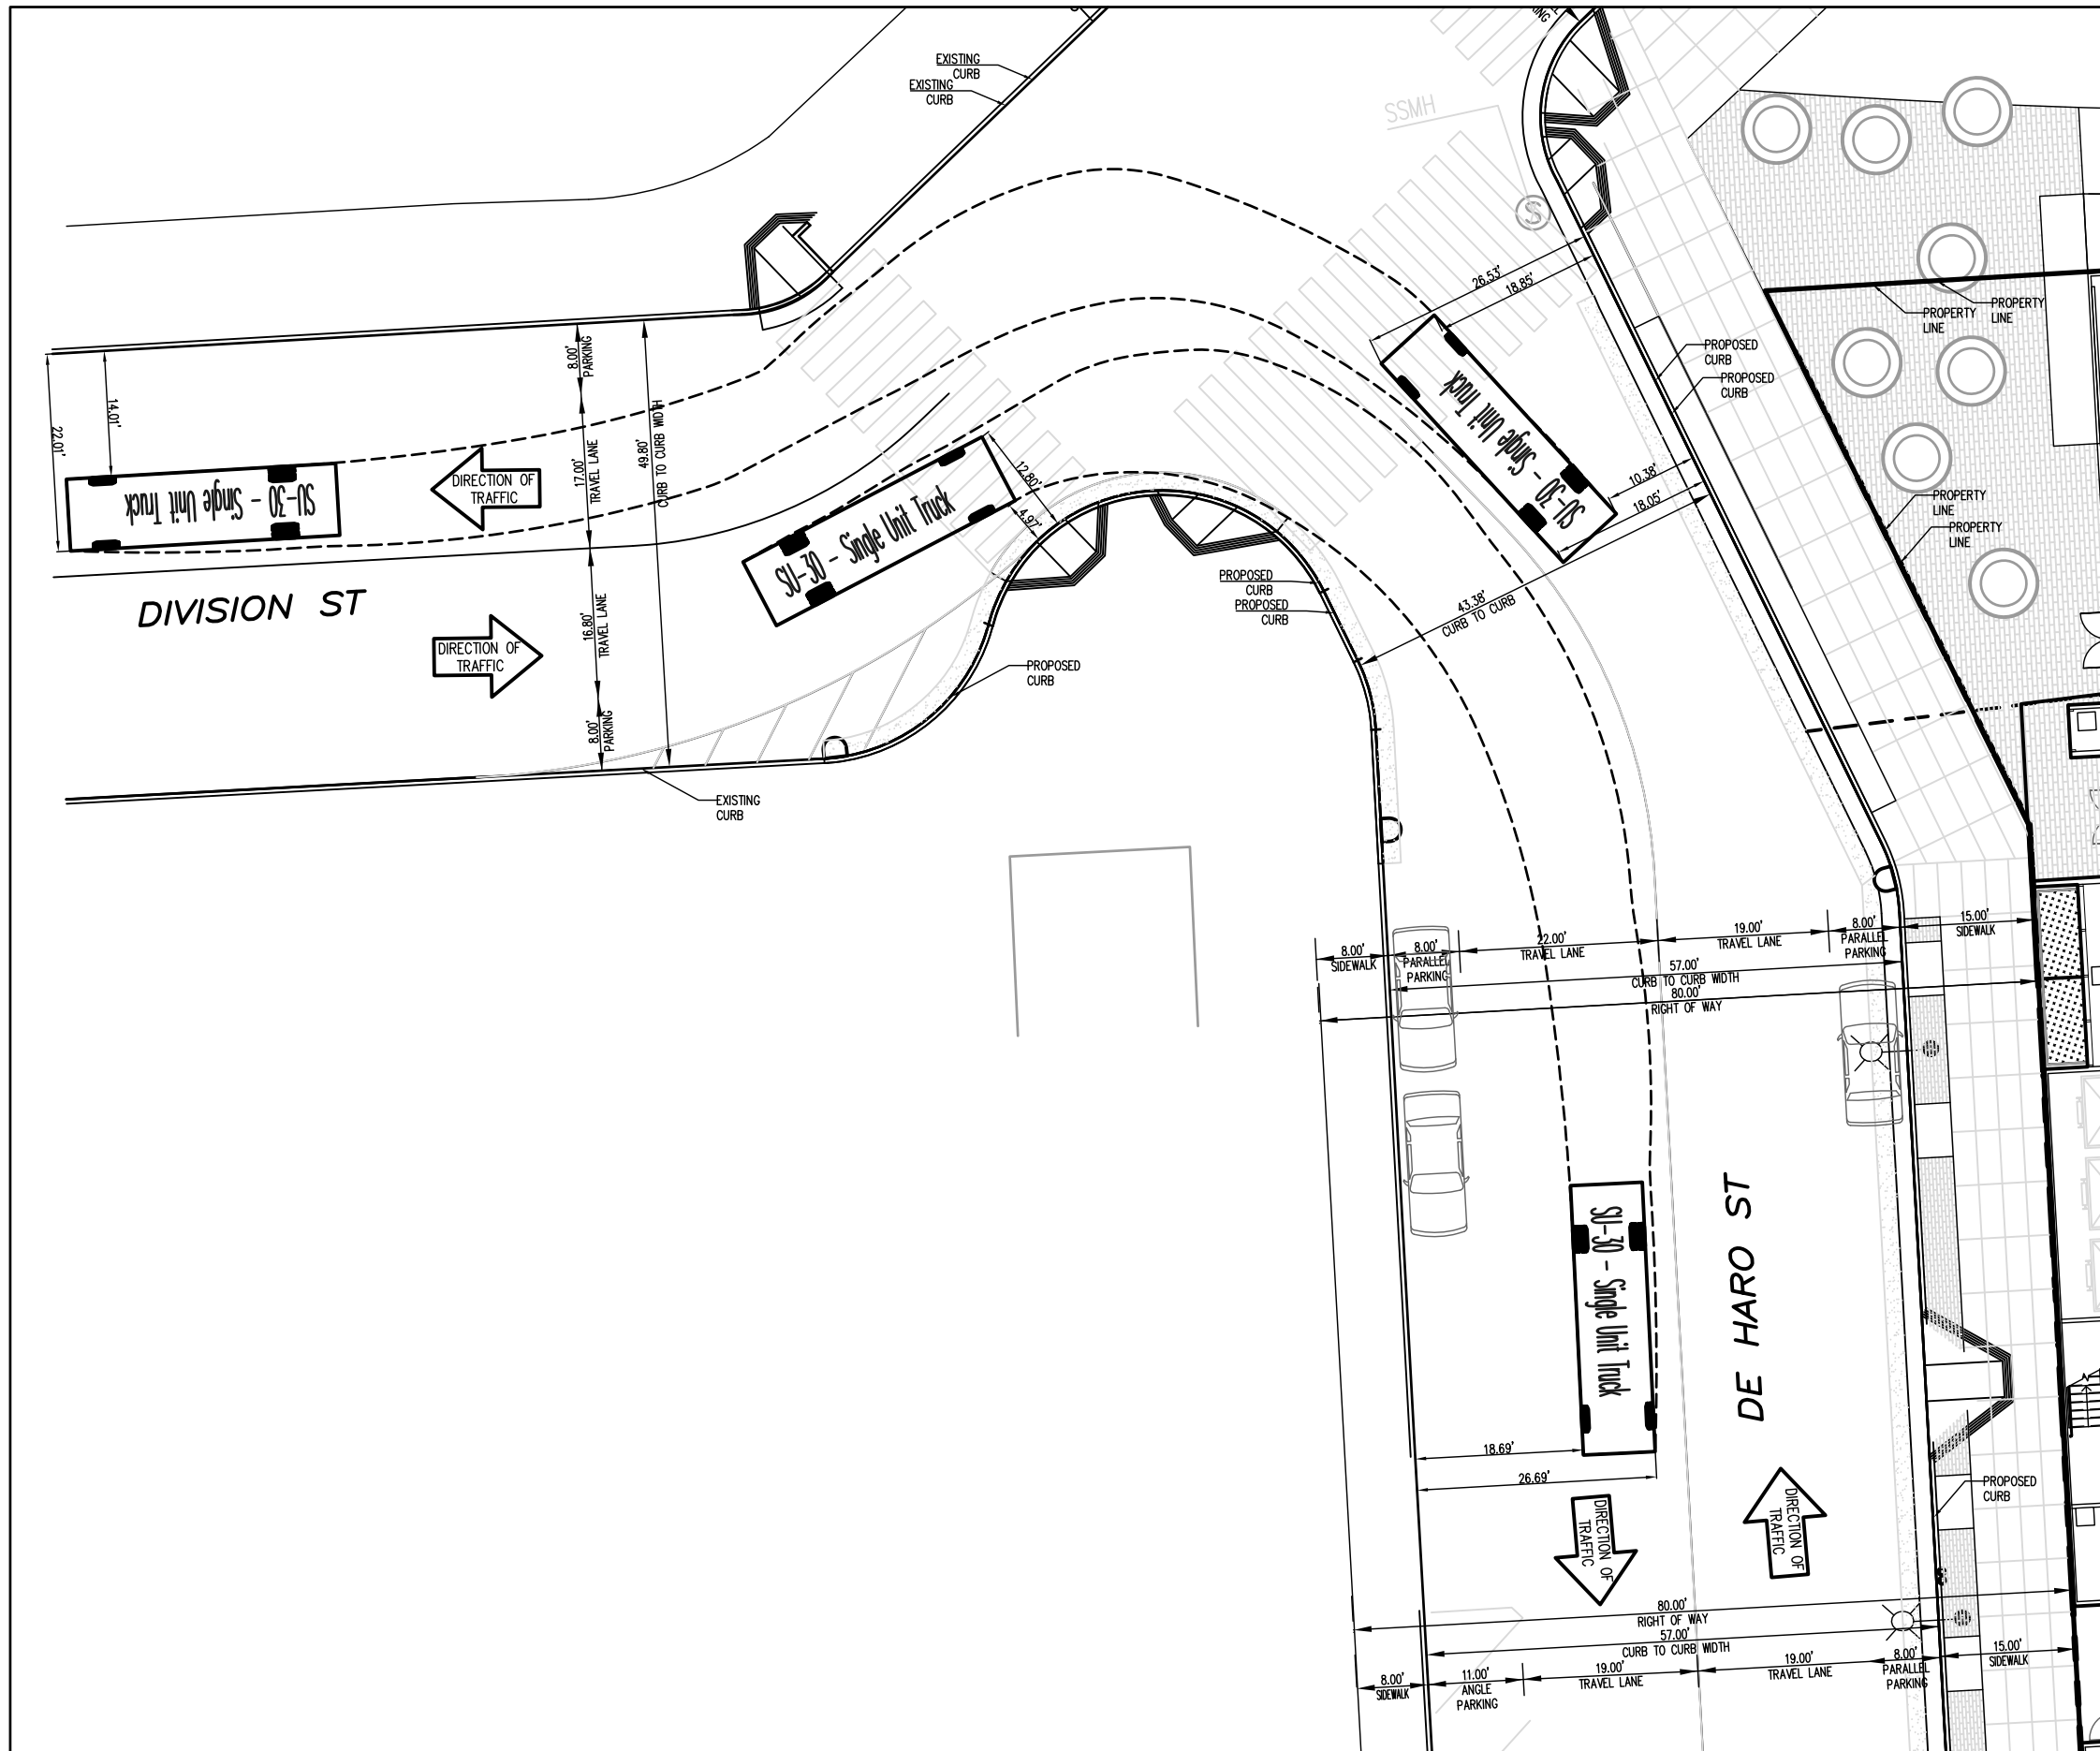 EXISTING
CURB
EXISTING
CURB
SSMH
S
26.53'
18.85'
PROPERTY
LINE
PROPERTY
LINE
PROPOSED
CURB
PROPOSED
CURB
8.00'
PARKING
14.01'
22.01'
17.00'
TRAVEL LANE
49.80'
CURB TO CURB WIDTH
SU-30 - Single Unit Truck
DIRECTION OF
TRAFFIC
SU-30 - Single Unit Truck
12.80'
4.97'
SU-30 - Single Unit Truck
10.38'
18.05'
PROPERTY
LINE
PROPERTY
LINE
DIVISION ST
16.80'
TRAVEL LANE
DIRECTION OF
TRAFFIC
PROPOSED
CURB
PROPOSED
CURB
43.38'
CURB TO CURB
PROPOSED
CURB
8.00'
PARKING
EXISTING
CURB
8.00'
SIDEWALK
8.00'
PARALLEL
PARKING
22.00'
TRAVEL LANE
19.00'
TRAVEL LANE
8.00'
PARALLEL
PARKING
15.00'
SIDEWALK
57.00'
CURB TO CURB WIDTH
80.00'
RIGHT OF WAY
SU-30 - Single Unit Truck
DE HARO ST
18.69'
26.69'
DIRECTION OF
TRAFFIC
DIRECTION OF
TRAFFIC
PROPOSED
CURB
80.00'
RIGHT OF WAY
57.00'
CURB TO CURB WIDTH
8.00'
SIDEWALK
11.00'
ANGLE
PARKING
19.00'
TRAVEL LANE
19.00'
TRAVEL LANE
8.00'
PARALLEL
PARKING
15.00'
SIDEWALK